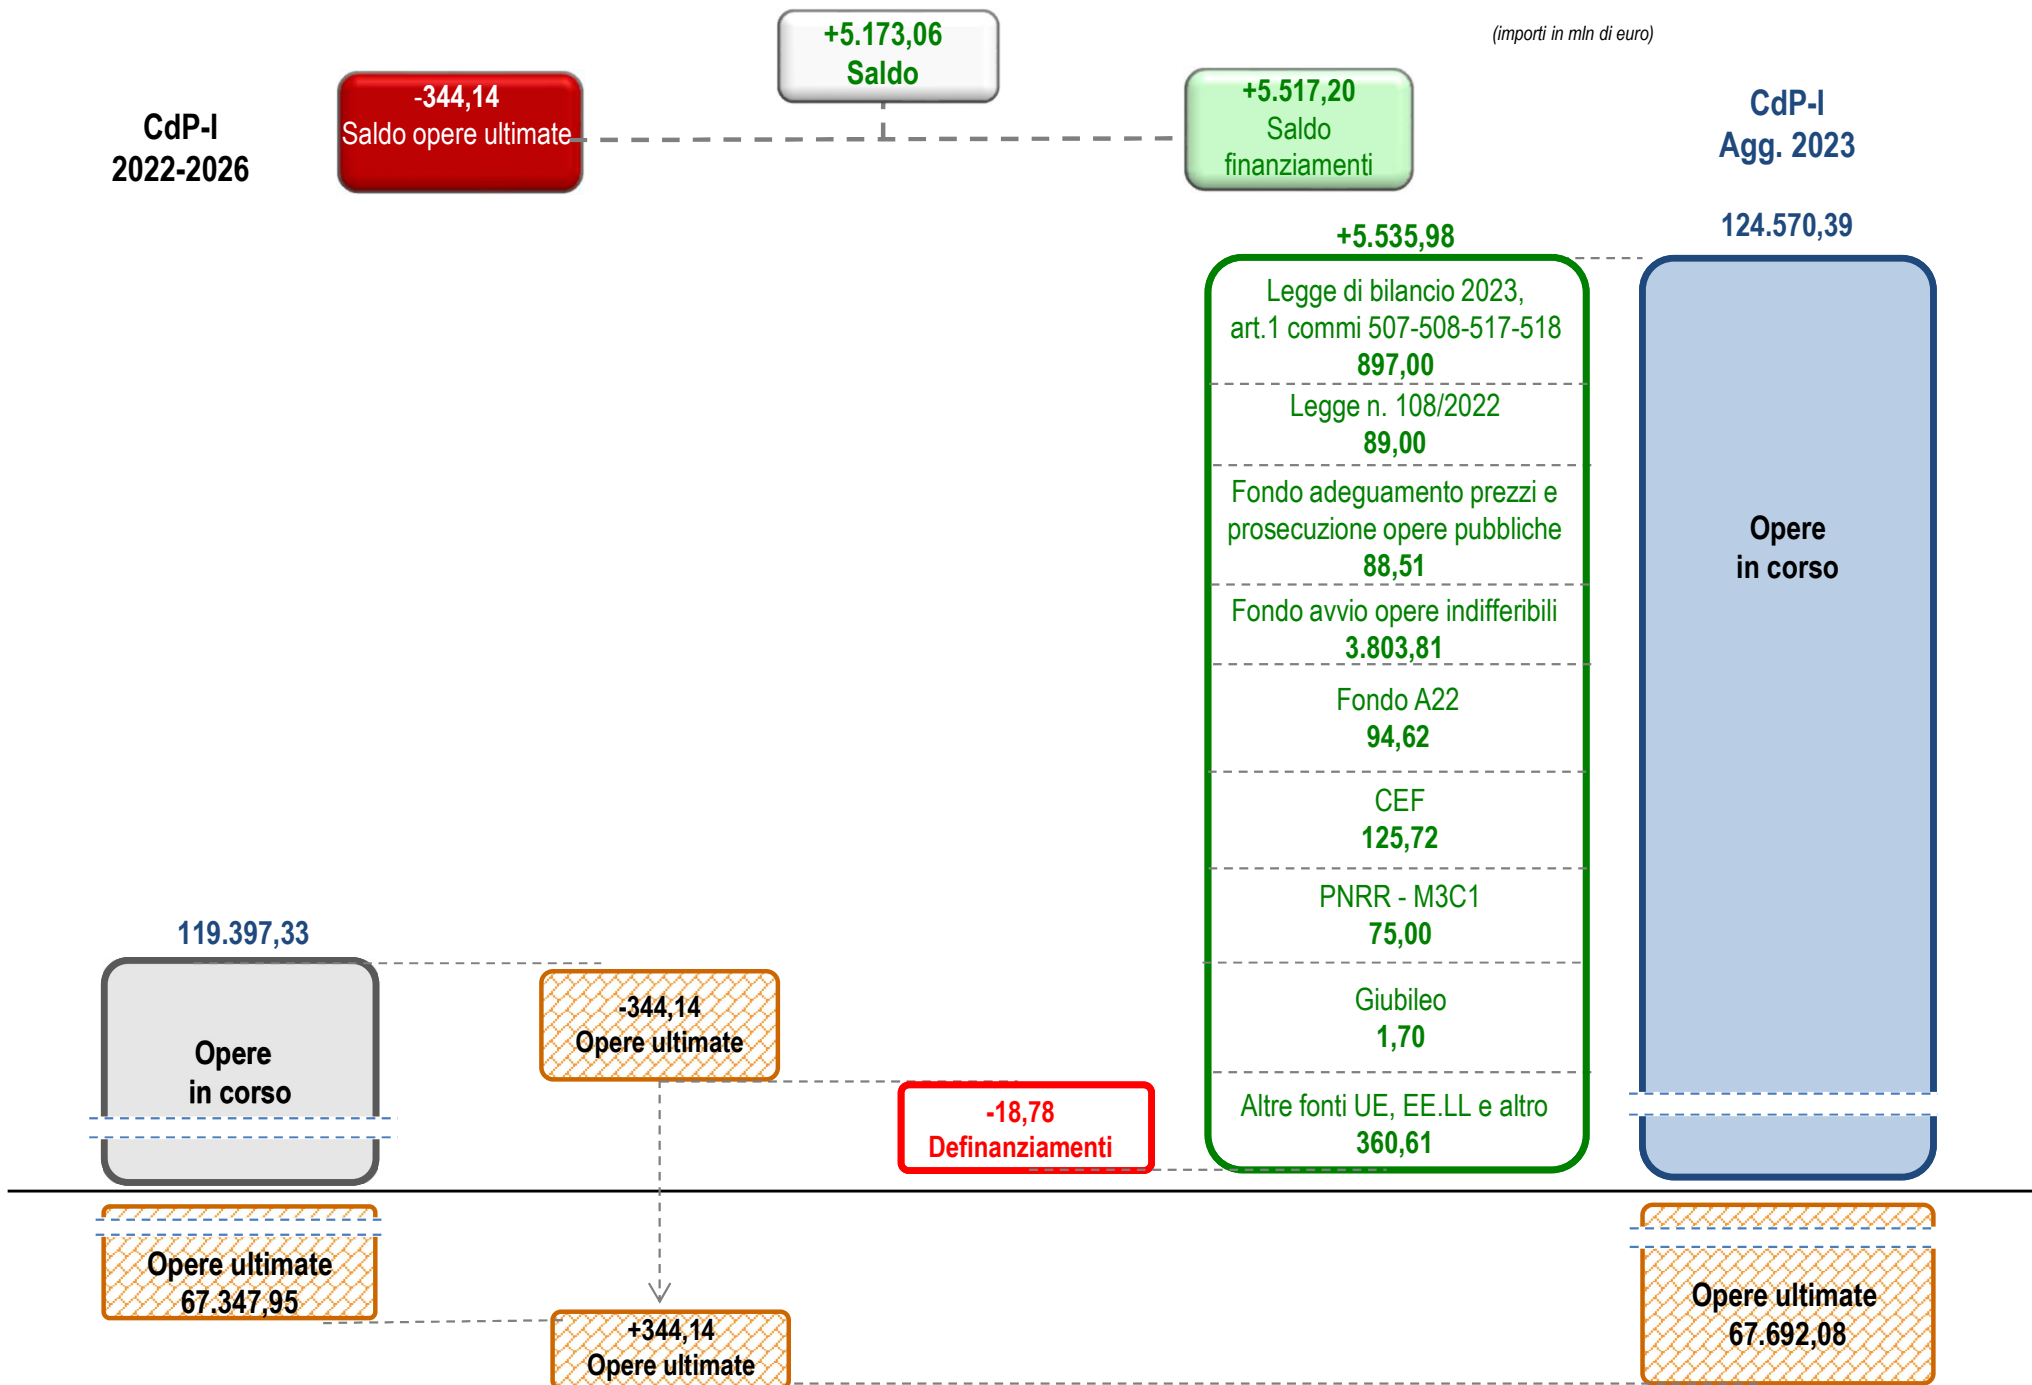 +5.173,06
Saldo
(importi in mln di euro)
CdP-I
2022-2026
-344,14
Saldo opere ultimate
+5.517,20
Saldo
finanziamenti
CdP-I
Agg. 2023
124.570,39
+5.535,98
Legge di bilancio 2023,
art.1 commi 507-508-517-518
897,00
Legge n. 108/2022
89,00
Fondo adeguamento prezzi e
prosecuzione opere pubbliche
88,51
Fondo avvio opere indifferibili
3.803,81
Fondo A22
94,62
CEF
125,72
PNRR - M3C1
75,00
Giubileo
1,70
Altre fonti UE, EE.LL e altro
360,61
Opere
in corso
119.397,33
Opere
in corso
-344,14
Opere ultimate
-18,78
Definanziamenti
Opere ultimate
67.347,95
+344,14
Opere ultimate
Opere ultimate
67.692,08